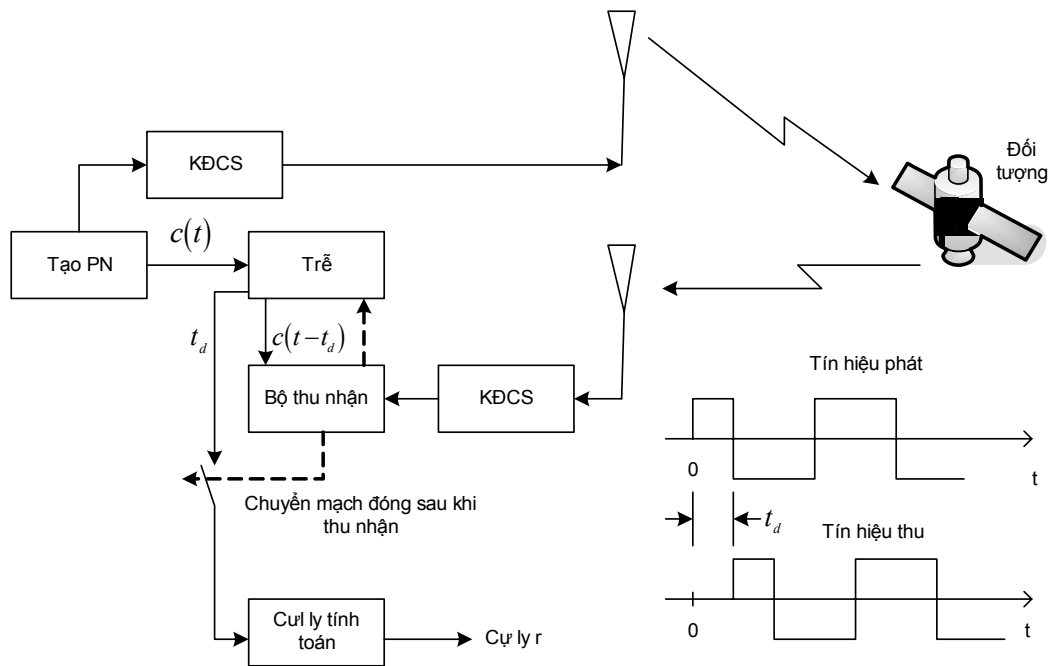 KĐCS
Đối
tượng
c(t)
Tạo PN
Trễ
t_d
c(t-t_d)
Bộ thu nhận
KĐCS
Tín hiệu phát
0
t
Chuyển mạch đóng sau khi
thu nhận
t_d
Tín hiệu thu
Cưl ly tính
toán
Cự ly r
0
t